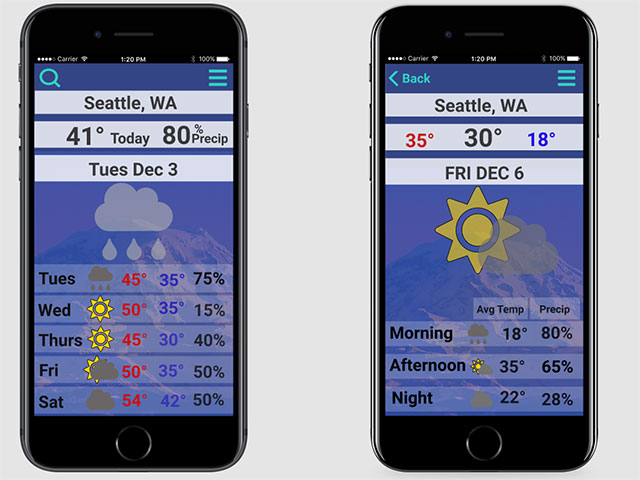 Carrier 1:20 PM 100%
Seattle, WA
41° Today 80% Precip
Tues Dec 3
Tues 45° 35° 75%
Wed 50° 35° 15%
Thurs 45° 30° 40%
Fri 50° 35° 50%
Sat 54° 42° 50%
Carrier 1:20 PM 100%
Back
Seattle, WA
35° 30° 18°
FRI DEC 6
Avg Temp Precip
Morning 18° 80%
Afternoon 35° 65%
Night 22° 28%